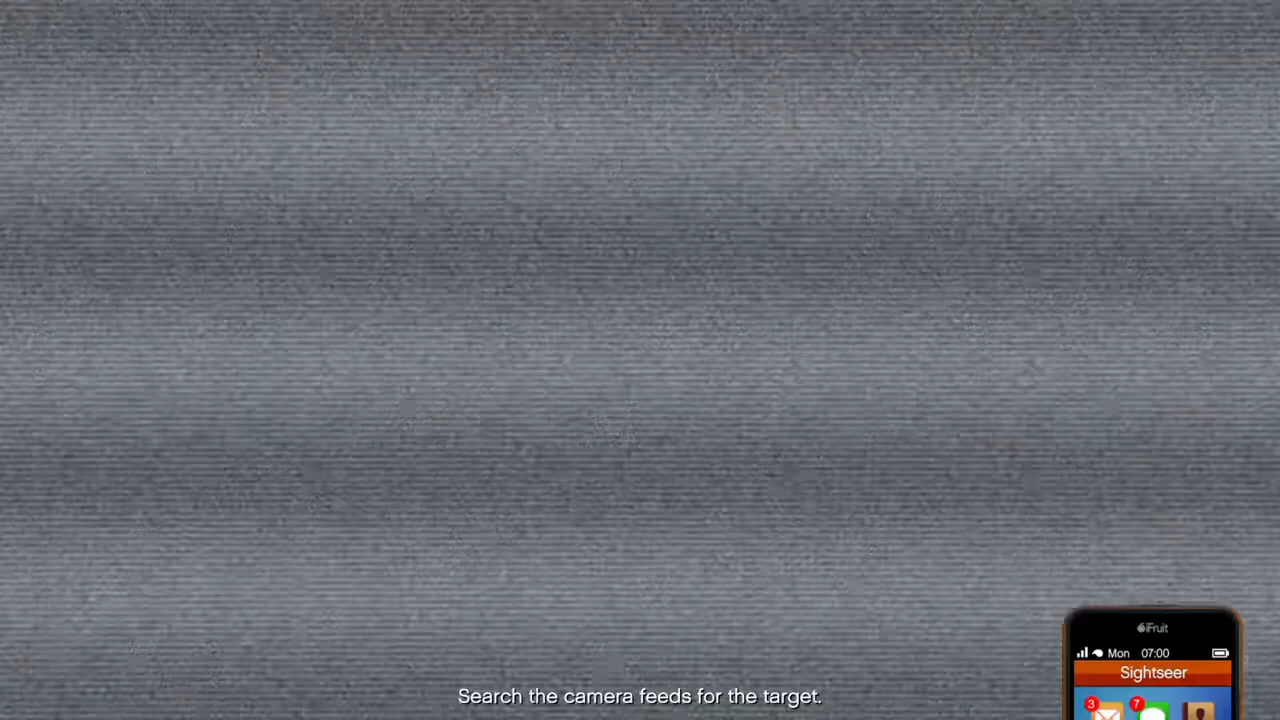 iFruit
Mon 07:00
Sightseer
3 7
Search the camera feeds for the target.